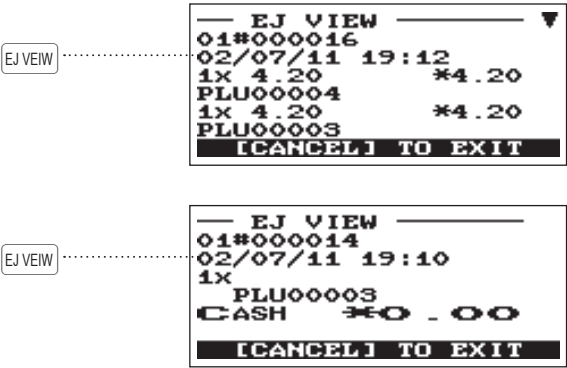 — EJ VIEW — ▼
01#000016
EJ VEIW
02/07/11 19:12
1x 4.20 *4.20
PLU00004
1x 4.20 *4.20
PLU00003
[CANCEL] TO EXIT
— EJ VIEW —
01#000014
EJ VEIW
02/07/11 19:10
1x
PLU00003
CASH *0.00
[CANCEL] TO EXIT